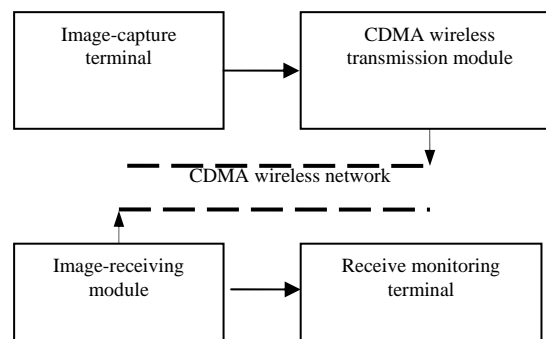 Image-capture
terminal
CDMA wireless
transmission module
CDMA wireless network
Image-receiving
module
Receive monitoring
terminal